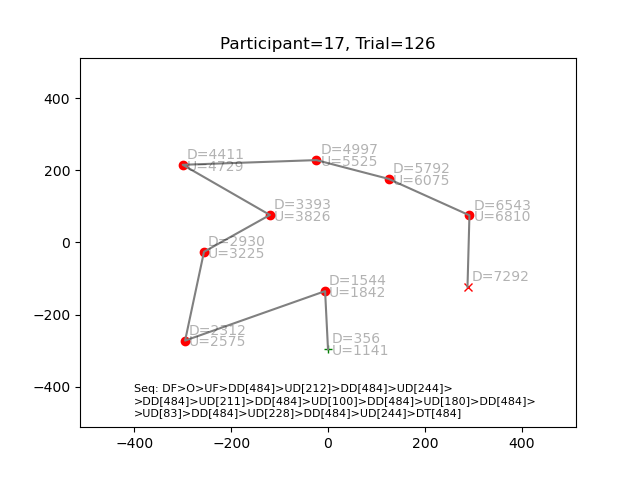 Participant=17, Trial=126
400
200
0
−200
−400
−400
−200
0
200
400
D=4411
U=4729
D=4997
U=5525
D=5792
U=6075
D=3393
U=3826
D=6543
U=6810
D=2930
U=3225
D=7292
D=1544
U=1842
D=2312
U=2575
D=356
U=1141
Seq: DF>O>UF>DD[484]>UD[212]>DD[484]>UD[244]>
>DD[484]>UD[211]>DD[484]>UD[100]>DD[484]>UD[180]>DD[484]>
>UD[83]>DD[484]>UD[228]>DD[484]>UD[244]>DT[484]